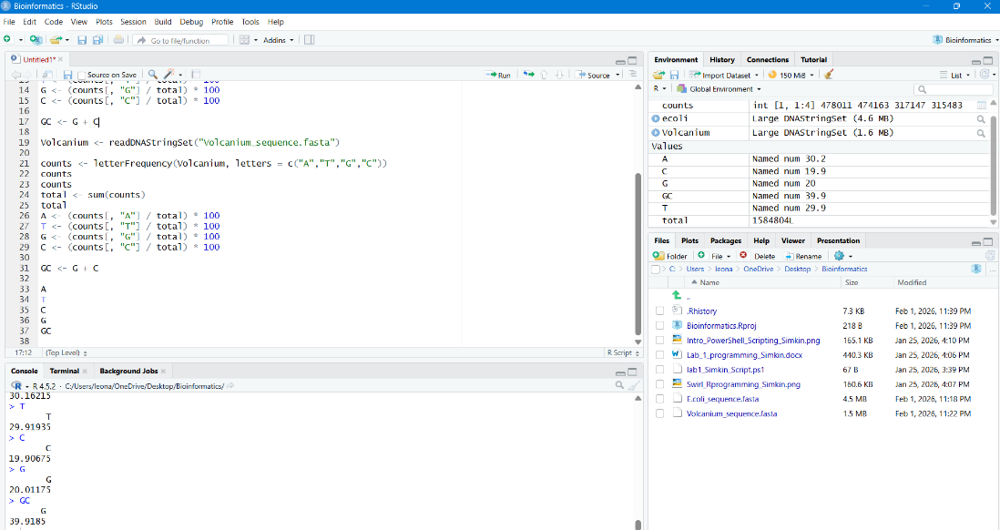 Bioinformatics - RStudio
File Edit Code View Plots Session Build Debug Profile Tools Help
Go to file/function Addins Bioinformatics
Untitled1*
Source on Save Run Source
14 G <- (counts[, "G"] / total) * 100
15 C <- (counts[, "C"] / total) * 100
16
17 GC <- G + C
18
19 Volcanium <- readDNAStringSet("Volcanium_sequence.fasta")
20
21 counts <- letterFrequency(Volcanium, letters = c("A","T","G","C"))
22 counts
23 counts
24 total <- sum(counts)
25 total
26 A <- (counts[, "A"] / total) * 100
27 T <- (counts[, "T"] / total) * 100
28 G <- (counts[, "G"] / total) * 100
29 C <- (counts[, "C"] / total) * 100
30
31 GC <- G + C
32
33 A
34 T
35 C
36 G
37 GC
38
17:12 (Top Level) R Script
Console Terminal Background Jobs
R 4.5.2 · C:/Users/leona/OneDrive/Desktop/Bioinformatics/
30.16215
> T
T
29.91935
> C
C
19.90675
> G
G
20.01175
> GC
G
39.9185
Environment History Connections Tutorial
Import Dataset 150 MiB List
R Global Environment
counts int [1, 1:4] 478011 474163 317147 315483
ecoli Large DNAStringSet (4.6 MB)
Volcanium Large DNAStringSet (1.6 MB)
Values
A Named num 30.2
C Named num 19.9
G Named num 20
GC Named num 39.9
T Named num 29.9
total 1584804L
Files Plots Packages Help Viewer Presentation
Folder File Delete Rename
C: Users leona OneDrive Desktop Bioinformatics
Name Size Modified
..
.Rhistory 7.3 KB Feb 1, 2026, 11:39 PM
Bioinformatics.Rproj 218 B Feb 1, 2026, 11:39 PM
Intro_PowerShell_Scripting_Simkin.png 165.1 KB Jan 25, 2026, 4:10 PM
Lab_1_programming_Simkin.docx 440.3 KB Jan 25, 2026, 4:06 PM
lab1_Simkin_Script.ps1 67 B Jan 25, 2026, 3:39 PM
Swirl_Rprogramming_Simkin.png 160.6 KB Jan 25, 2026, 4:07 PM
E.coli_sequence.fasta 4.5 MB Feb 1, 2026, 11:18 PM
Volcanium_sequence.fasta 1.5 MB Feb 1, 2026, 11:22 PM